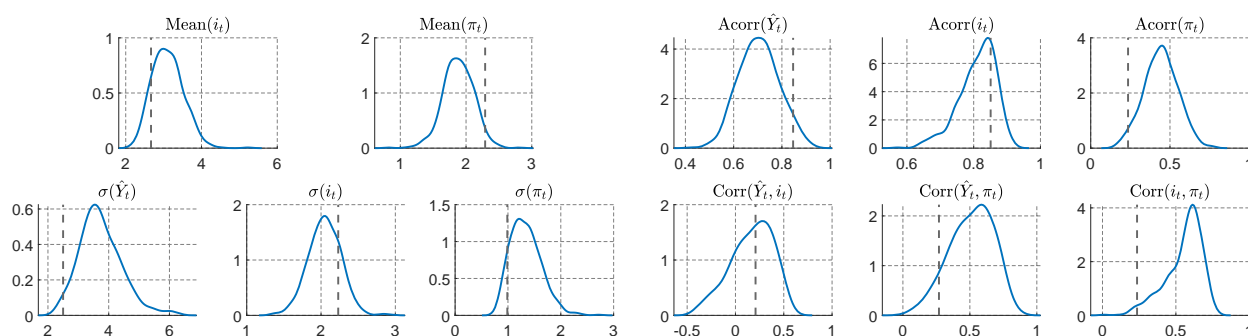 Mean(i_t) Mean(π_t) Acorr(Ŷ_t) Acorr(i_t) Acorr(π_t)
1 2 4 6 4
0.5 1 2 4 2
2
0 0 0 0 0
2 4 6 1 2 3 0.4 0.6 0.8 1 0.6 0.8 1 0 0.5 1
σ(Ŷ_t) σ(i_t) σ(π_t) Corr(Ŷ_t, i_t) Corr(Ŷ_t, π_t) Corr(i_t, π_t)
0.6 2 1.5 2 2 4
0.4 1 1 1 1 2
0.2 0.5
0 0 0 0 0 0
2 4 6 1 2 3 0 1 2 3 -0.5 0 0.5 1 0 0.5 1 0 0.5